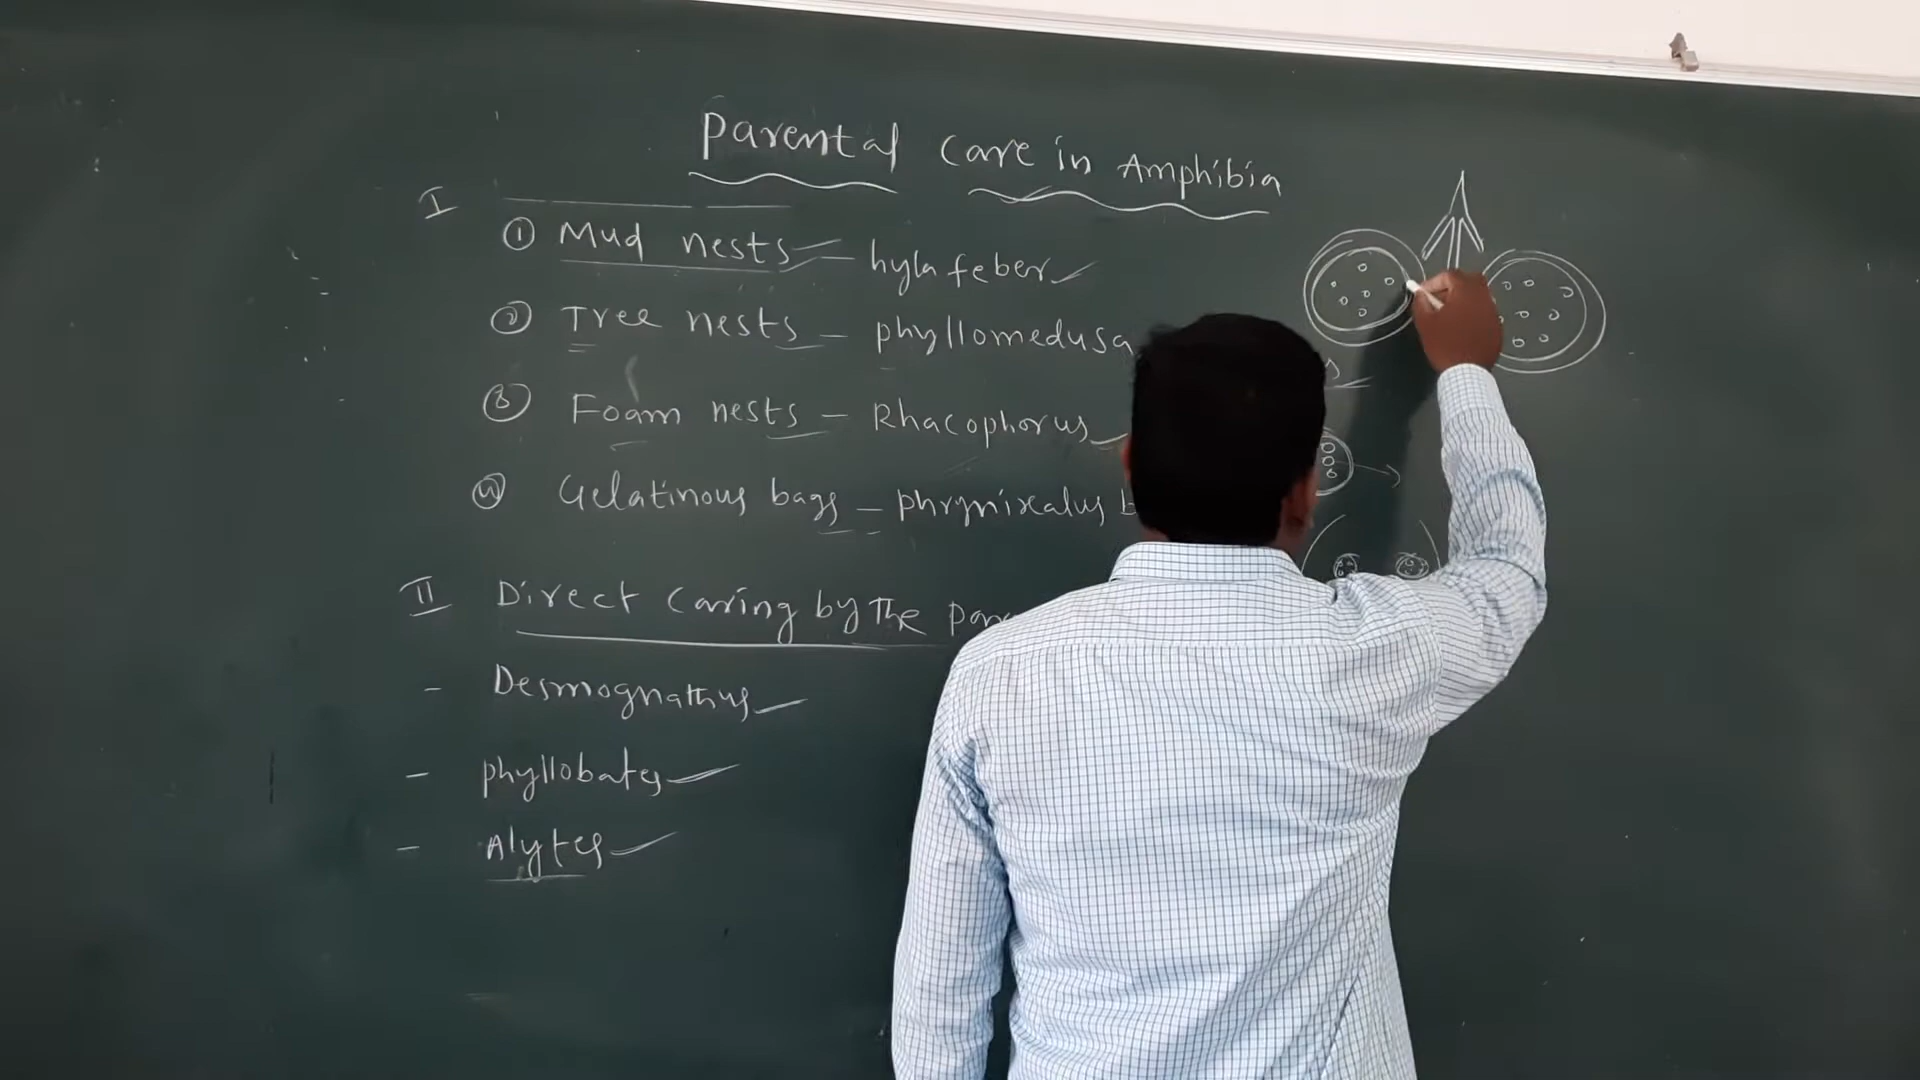 Parental Care in Amphibia
I
① Mud nests — hyla feber
② Tree nests — phyllomedusa
③ Foam nests — Rhacophorus
④ Gelatinous bags — phrynixalus
II Direct Caring by the
- Desmognathus
- phyllobates
- Alytes